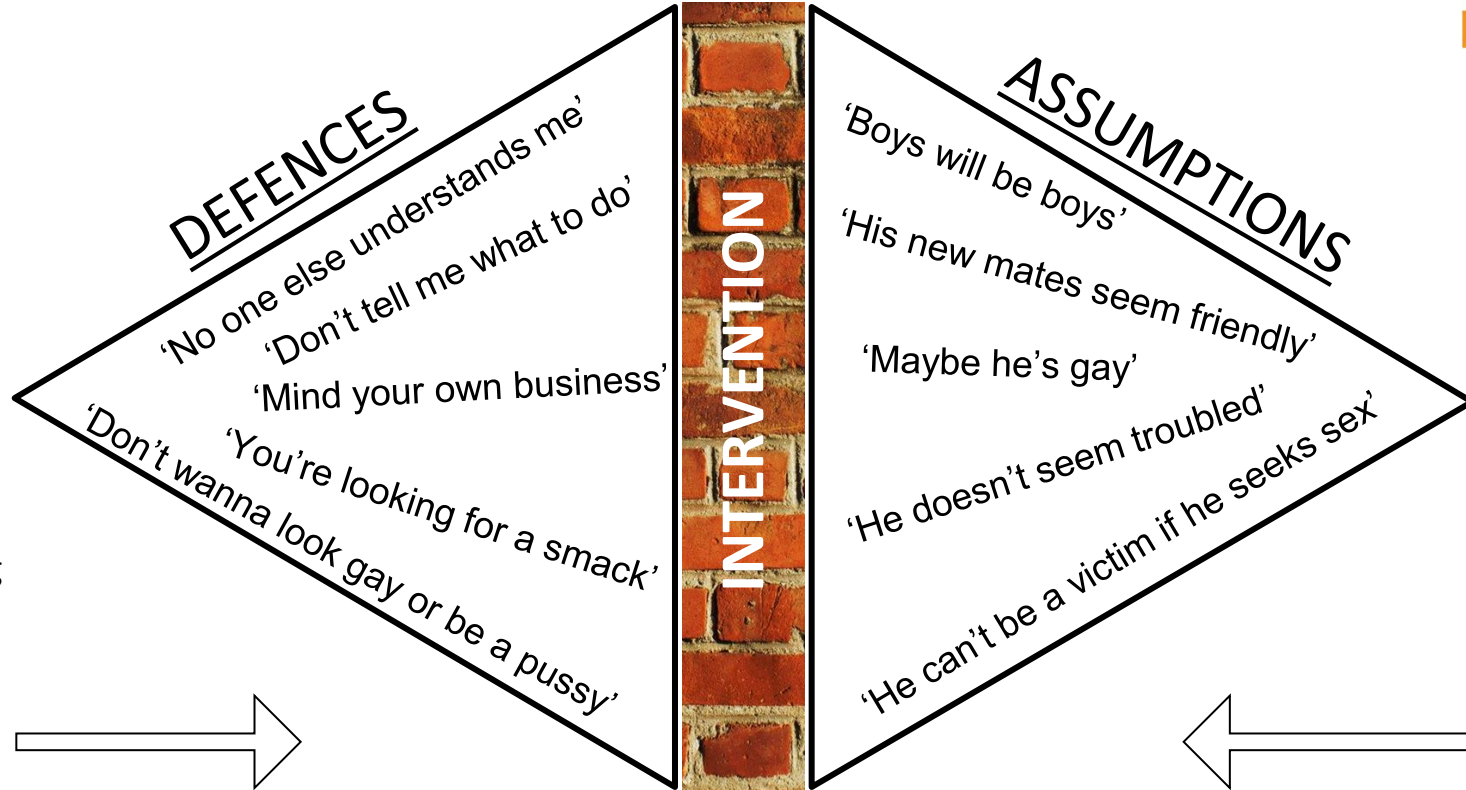 DEFENCES
‘No one else understands me’
‘Don’t tell me what to do’
‘Mind your own business’
‘You’re looking for a smack’
‘Don’t wanna look gay or be a pussy’
INTERVENTION
ASSUMPTIONS
‘Boys will be boys’
‘His new mates seem friendly’
‘Maybe he’s gay’
‘He doesn’t seem troubled’
‘He can’t be a victim if he seeks sex’